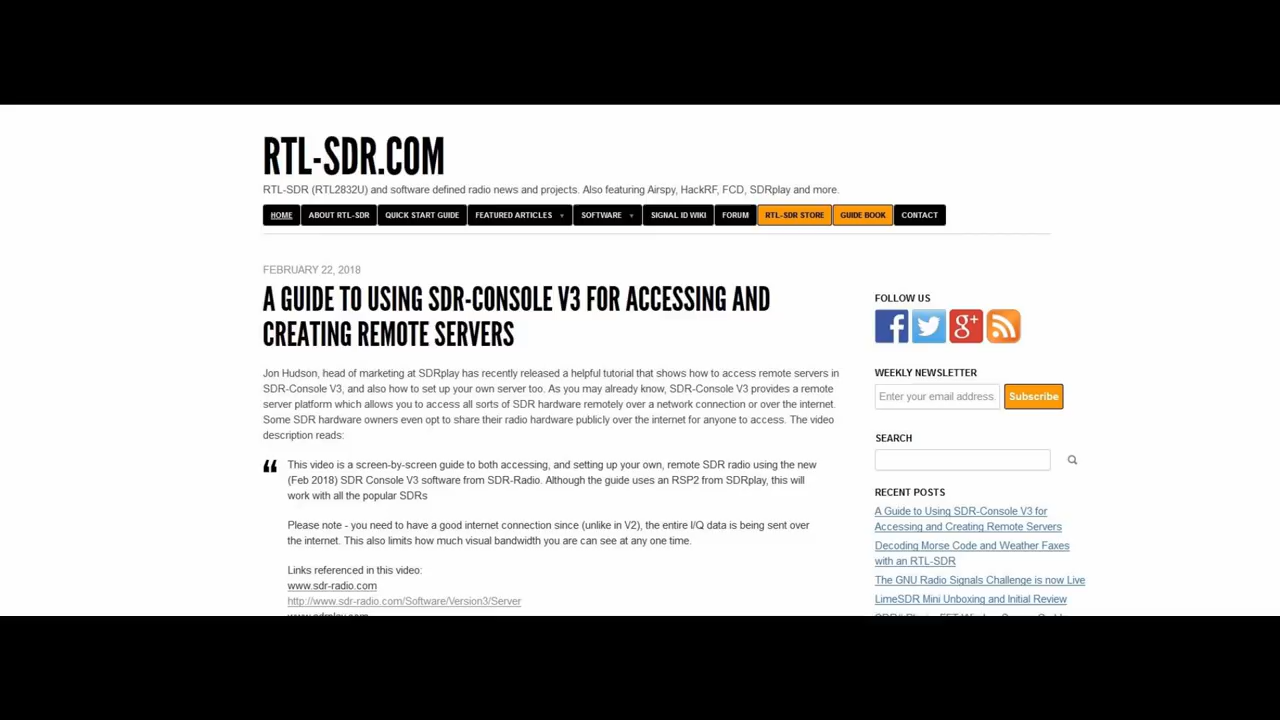 RTL-SDR.COM
RTL-SDR (RTL2832U) and software defined radio news and projects. Also featuring Airspy, HackRF, FCD, SDRplay and more.
HOME ABOUT RTL-SDR QUICK START GUIDE FEATURED ARTICLES SOFTWARE SIGNAL ID WIKI FORUM RTL-SDR STORE GUIDE BOOK CONTACT
FEBRUARY 22, 2018
A GUIDE TO USING SDR-CONSOLE V3 FOR ACCESSING AND
CREATING REMOTE SERVERS
Jon Hudson, head of marketing at SDRplay has recently released a helpful tutorial that shows how to access remote servers in
SDR-Console V3, and also how to set up your own server too. As you may already know, SDR-Console V3 provides a remote
server platform which allows you to access all sorts of SDR hardware remotely over a network connection or over the internet.
Some SDR hardware owners even opt to share their radio hardware publicly over the internet for anyone to access. The video
description reads:
“ This video is a screen-by-screen guide to both accessing, and setting up your own, remote SDR radio using the new
(Feb 2018) SDR Console V3 software from SDR-Radio. Although the guide uses an RSP2 from SDRplay, this will
work with all the popular SDRs
Please note - you need to have a good internet connection since (unlike in V2), the entire I/Q data is being sent over
the internet. This also limits how much visual bandwidth you are can see at any one time.
Links referenced in this video:
www.sdr-radio.com
http://www.sdr-radio.com/Software/Version3/Server
FOLLOW US
WEEKLY NEWSLETTER
Enter your email address. Subscribe
SEARCH
RECENT POSTS
A Guide to Using SDR-Console V3 for
Accessing and Creating Remote Servers
Decoding Morse Code and Weather Faxes
with an RTL-SDR
The GNU Radio Signals Challenge is now Live
LimeSDR Mini Unboxing and Initial Review